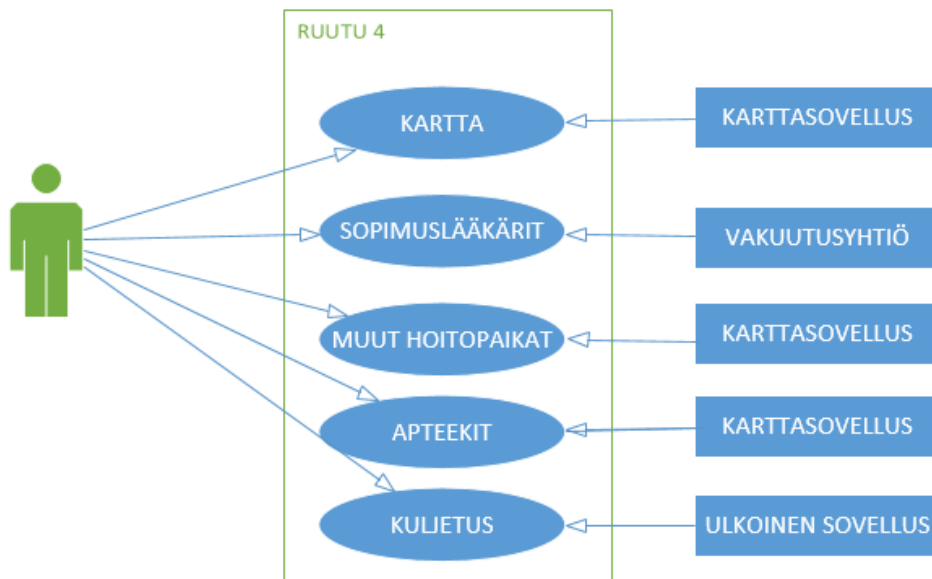 RUUTU 4
KARTTA
KARTTASOVELLUS
SOPIMUSLÄÄKÄRIT
VAKUUTUSYHTIÖ
MUUT HOITOPAIKAT
KARTTASOVELLUS
APTEEKIT
KARTTASOVELLUS
KULJETUS
ULKOINEN SOVELLUS